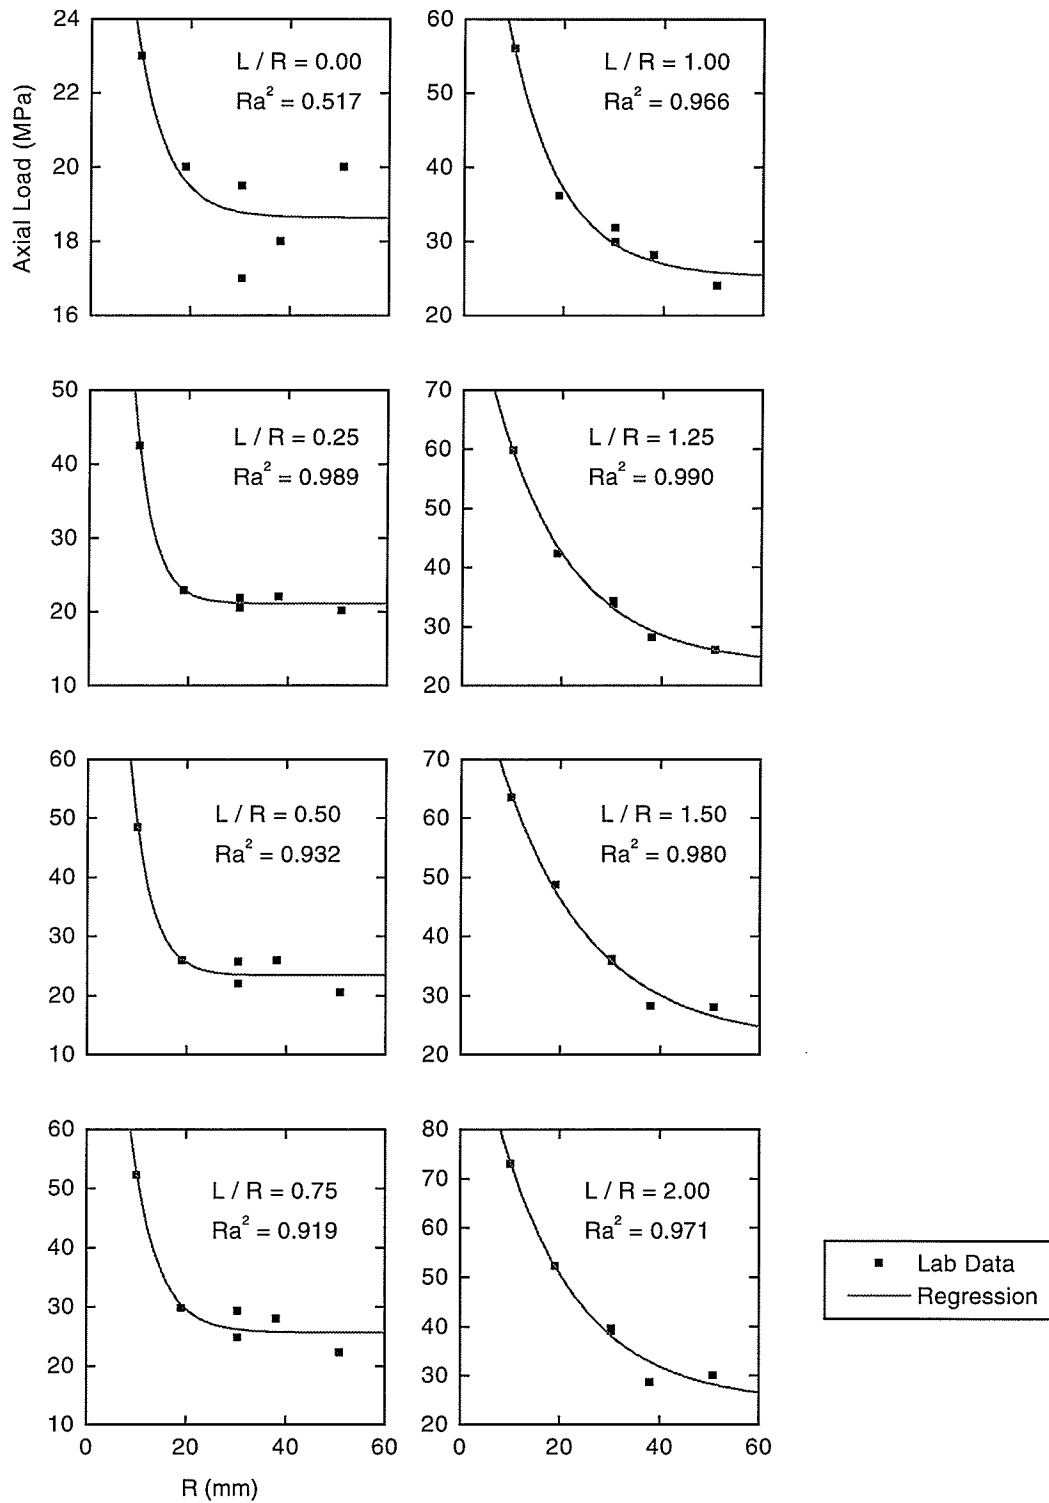 24
22
20
18
16
Axial Load (MPa)
L / R = 0.00
Ra² = 0.517
60
50
40
30
20
L / R = 1.00
Ra² = 0.966
50
40
30
20
10
L / R = 0.25
Ra² = 0.989
70
60
50
40
30
20
L / R = 1.25
Ra² = 0.990
60
50
40
30
20
10
L / R = 0.50
Ra² = 0.932
70
60
50
40
30
20
L / R = 1.50
Ra² = 0.980
60
50
40
30
20
10
L / R = 0.75
Ra² = 0.919
0 20 40 60
R (mm)
80
70
60
50
40
30
20
L / R = 2.00
Ra² = 0.971
0 20 40 60
Lab Data
Regression